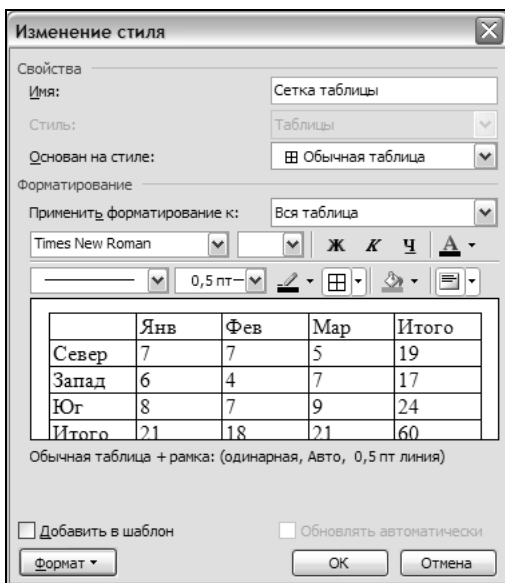 Изменение стиля
Свойства
Имя: Сетка таблицы
Стиль: Таблицы
Основан на стиле: Обычная таблица
Форматирование
Применить форматирование к: Вся таблица
Times New Roman Ж К Ч А
0,5 пт
Янв Фев Мар Итого
Север 7 7 5 19
Запад 6 4 7 17
Юг 8 7 9 24
Итого 21 18 21 60
Обычная таблица + рамка: (одинарная, Авто, 0,5 пт линия)
Добавить в шаблон Обновлять автоматически
Формат ОК Отмена